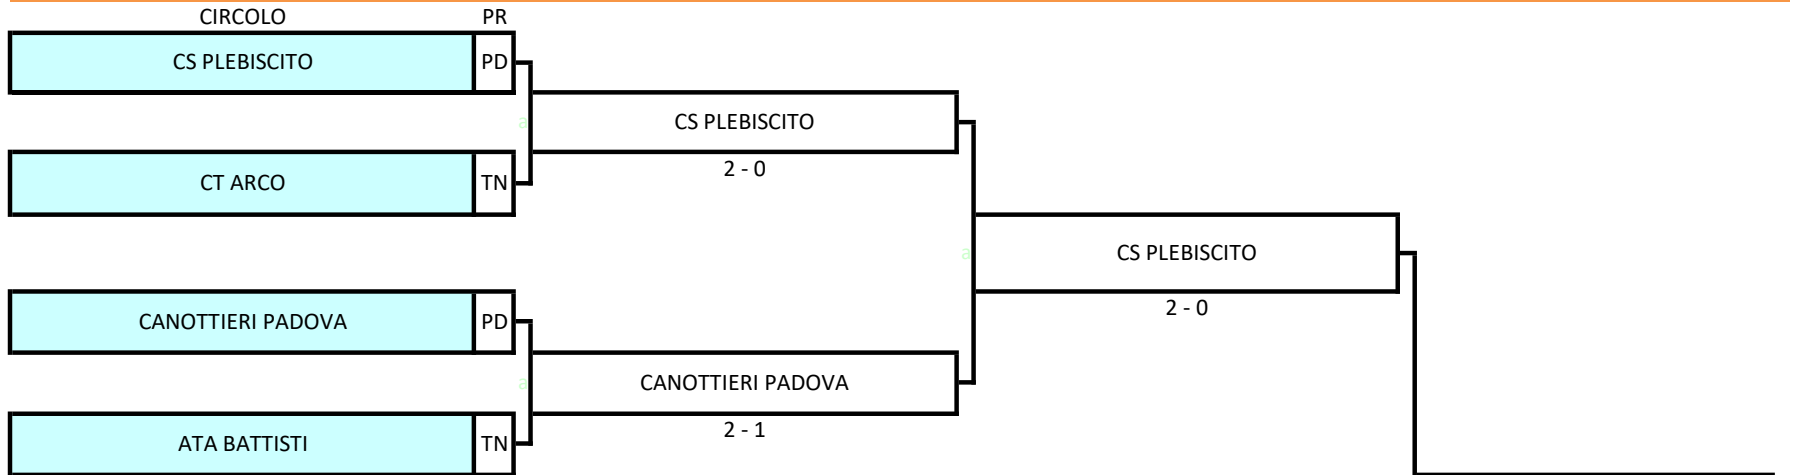 CIRCOLO PR
CS PLEBISCITO PD
a CS PLEBISCITO
2 - 0
CT ARCO TN
a CS PLEBISCITO
2 - 0
CANOTTIERI PADOVA PD
a CANOTTIERI PADOVA
2 - 1
ATA BATTISTI TN